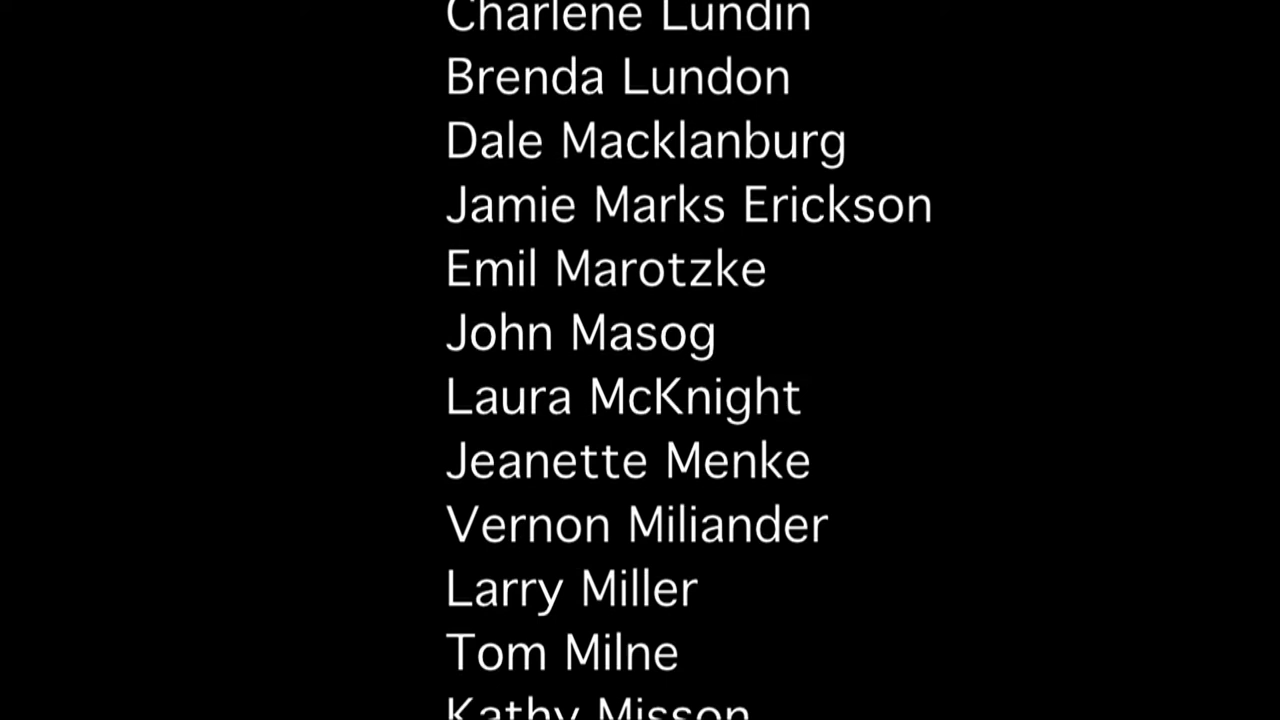 Charlene Lundin
Brenda Lundon
Dale Macklanburg
Jamie Marks Erickson
Emil Marotzke
John Masog
Laura McKnight
Jeanette Menke
Vernon Miliander
Larry Miller
Tom Milne
Kathy Misson